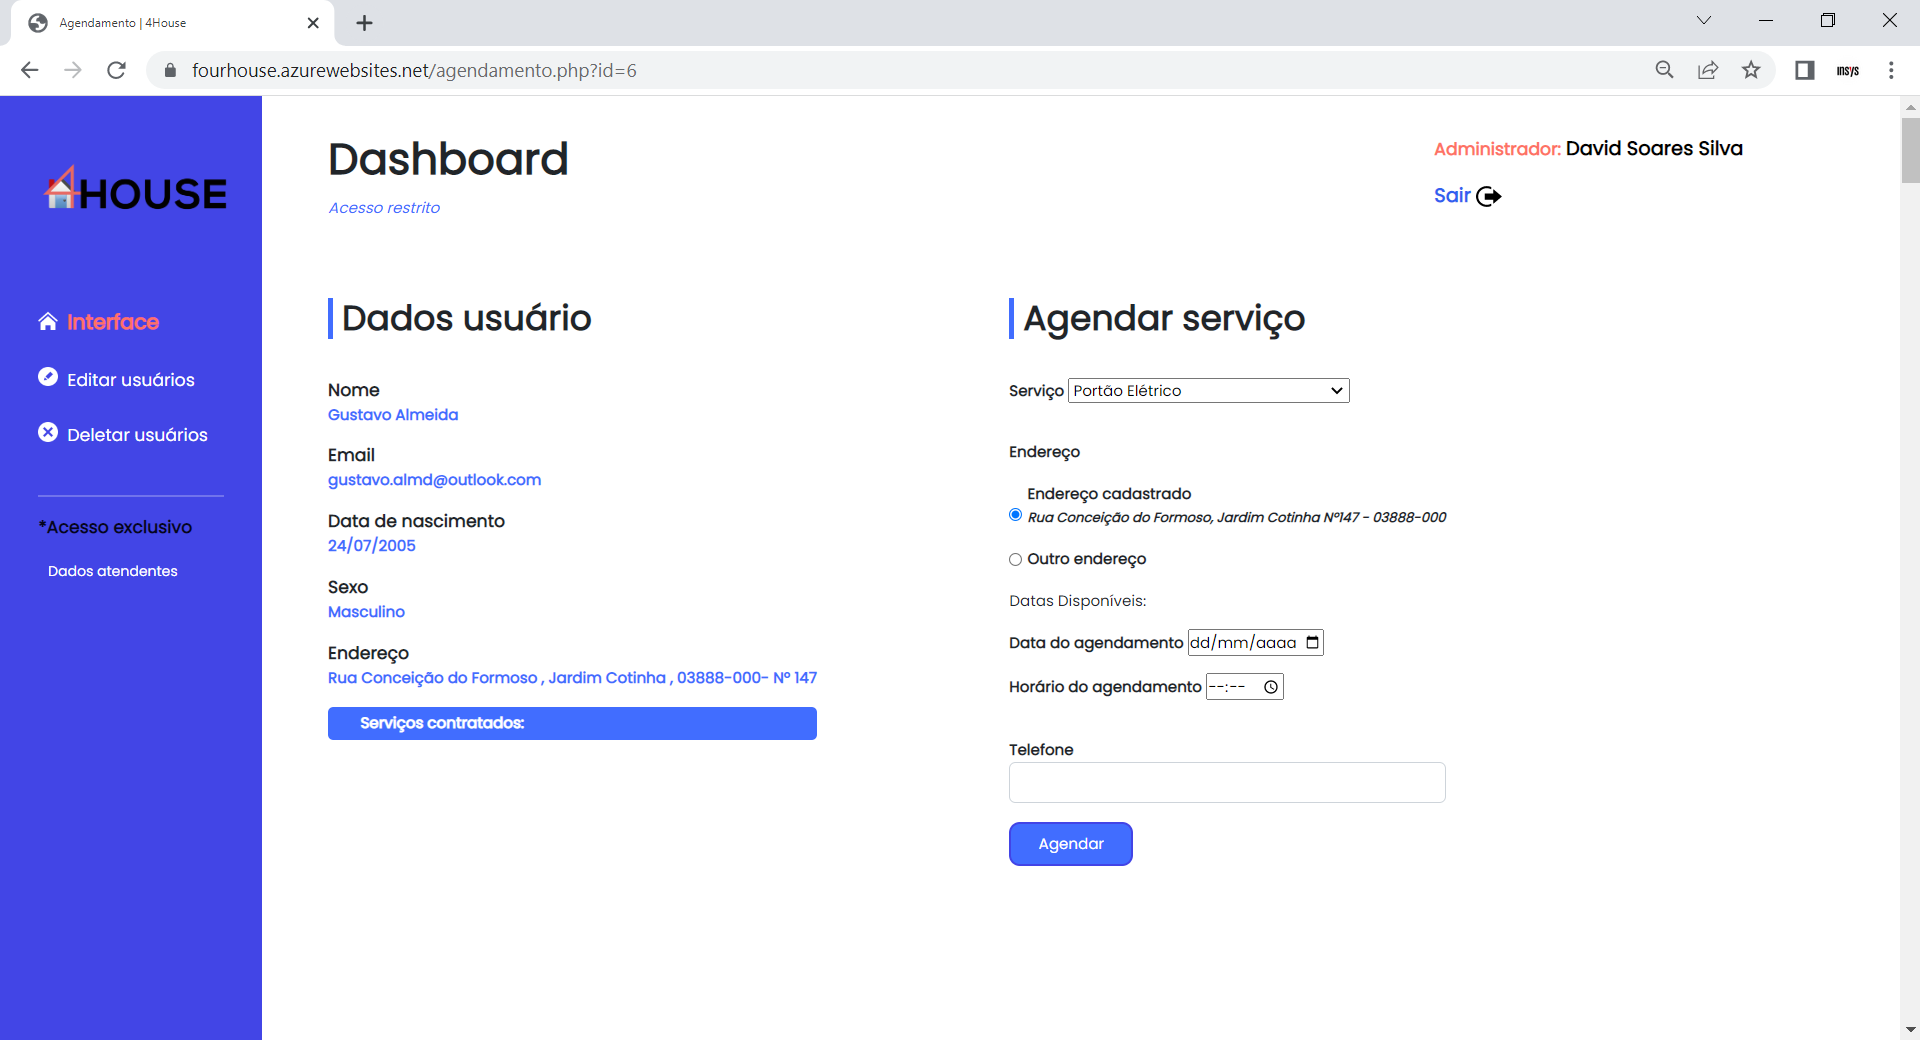 Agendamento | 4House
fourhouse.azurewebsites.net/agendamento.php?id=6
insys
4HOUSE
Interface
Editar usuários
Deletar usuários
*Acesso exclusivo
Dados atendentes
Dashboard
Acesso restrito
Administrador: David Soares Silva
Sair
Dados usuário
Nome
Gustavo Almeida
Email
gustavo.almd@outlook.com
Data de nascimento
24/07/2005
Sexo
Masculino
Endereço
Rua Conceição do Formoso , Jardim Cotinha , 03888-000- Nº 147
Serviços contratados:
Agendar serviço
Serviço Portão Elétrico
Endereço
Endereço cadastrado
Rua Conceição do Formoso, Jardim Cotinha Nº147 - 03888-000
Outro endereço
Datas Disponíveis:
Data do agendamento dd/mm/aaaa
Horário do agendamento --:--
Telefone
Agendar